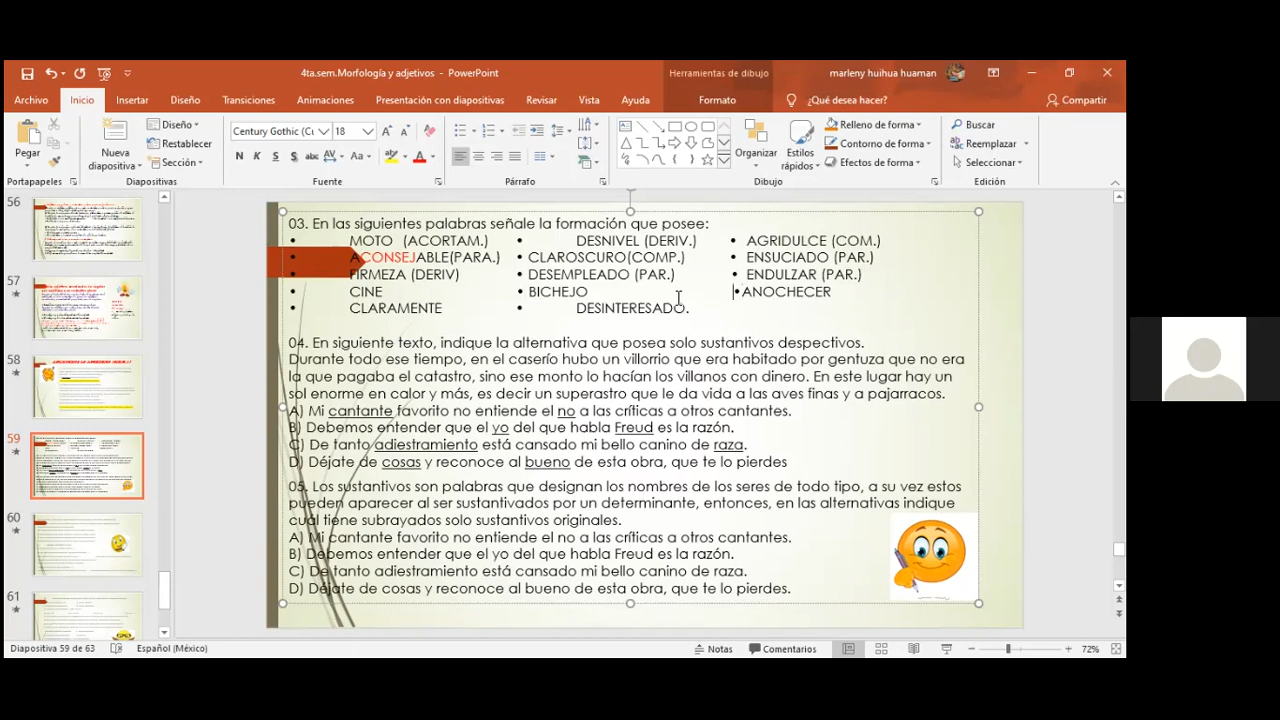 4ta.sem.Morfología y adjetivos - PowerPoint
Herramientas de dibujo
marleny huihua huaman
Archivo Inicio Insertar Diseño Transiciones Animaciones Presentación con diapositivas Revisar Vista Ayuda Formato ¿Qué desea hacer? Compartir
Pegar
Nueva diapositiva
Diseño
Restablecer
Sección
Century Gothic (Cu 18
N K S S abc AV Aa A
Organizar
Estilos rápidos
Relleno de forma
Contorno de forma
Efectos de forma
Buscar
Reemplazar
Seleccionar
Portapapeles Diapositivas Fuente Párrafo Dibujo Edición
56
57
58
59
60
61
03. En las siguientes palabras señale la formación que posee:
• MOTO (ACORTAM) • DESNIVEL (DERIV.) • AGRIDULCE (COM.)
• ACONSEJABLE(PARA.) • CLAROSCURO(COMP.) • ENSUCIADO (PAR.)
• FIRMEZA (DERIV) • DESEMPLEADO (PAR.) • ENDULZAR (PAR.)
• CINE • BICHEJO • ANOCHECER
• CLARAMENTE • DESINTERESADO.
04. En siguiente texto, indique la alternativa que posea solo sustantivos despectivos.
Durante todo ese tiempo, en el caserío hubo un villorrio que era habitado por gentuza que no era
la que usaba el catastro, sino como lo hacían los villanos comunes. En este lugar hay un
sol enorme en calor y más, es decir un superastro que le da vida a las aves finas y a pajarracos.
A) Mi cantante favorito no entiende el no a las críticas a otros cantantes.
B) Debemos entender que el yo del que habla Freud es la razón.
C) De tanto adiestramiento está cansado mi bello canino de raza.
D) Déjate de cosas y reconoce al bueno de esta obra, que te lo pierdes.
05. Los sustantivos son palabras que designan los nombres de los seres de todo tipo, a su vez estos
pueden aparecer al ser sustantivados por un determinante, entonces, en las alternativas indique
cuántos subrayados solo sustantivos originales.
A) Mi cantante favorito no entiende el no a las críticas a otros cantantes.
B) Debemos entender que el yo del que habla Freud es la razón.
C) De tanto adiestramiento está cansado mi bello canino de raza.
D) Déjate de cosas y reconoce al bueno de esta obra, que te lo pierdes.
Diapositiva 59 de 63 Español (México) Notas Comentarios 72%